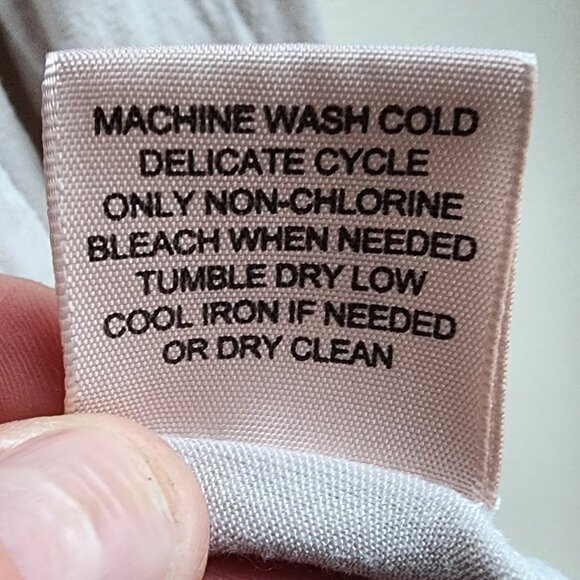 MACHINE WASH COLD
DELICATE CYCLE
ONLY NON-CHLORINE
BLEACH WHEN NEEDED
TUMBLE DRY LOW
COOL IRON IF NEEDED
OR DRY CLEAN